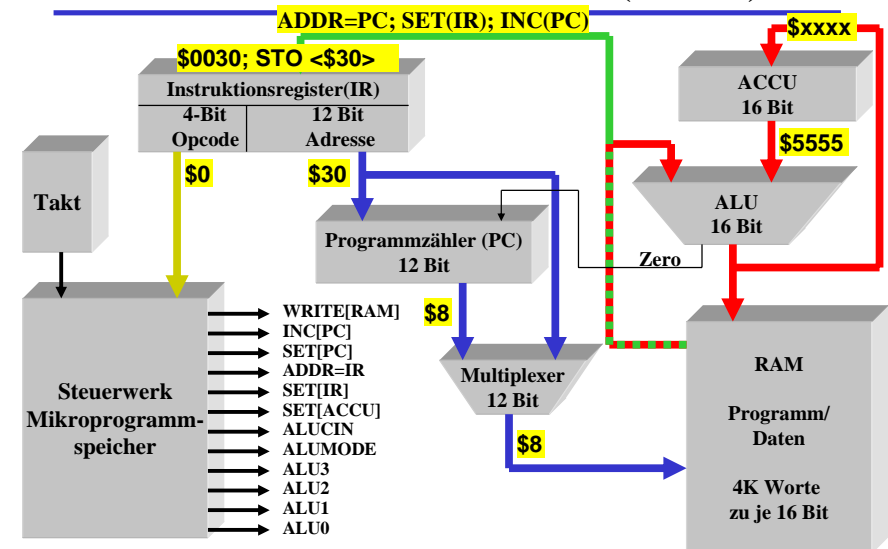 ADDR=PC; SET(IR); INC(PC)
$xxxx
$0030; STO <$30>
Instruktionsregister(IR)
4-Bit
Opcode
12 Bit
Adresse
ACCU
16 Bit
$5555
$0
$30
Takt
ALU
16 Bit
Programmzähler (PC)
12 Bit
Zero
$8
Steuerwerk
Mikroprogramm-
speicher
WRITE[RAM]
INC[PC]
SET[PC]
ADDR=IR
SET[IR]
SET[ACCU]
ALUCIN
ALUMODE
ALU3
ALU2
ALU1
ALU0
Multiplexer
12 Bit
$8
RAM
Programm/
Daten
4K Worte
zu je 16 Bit